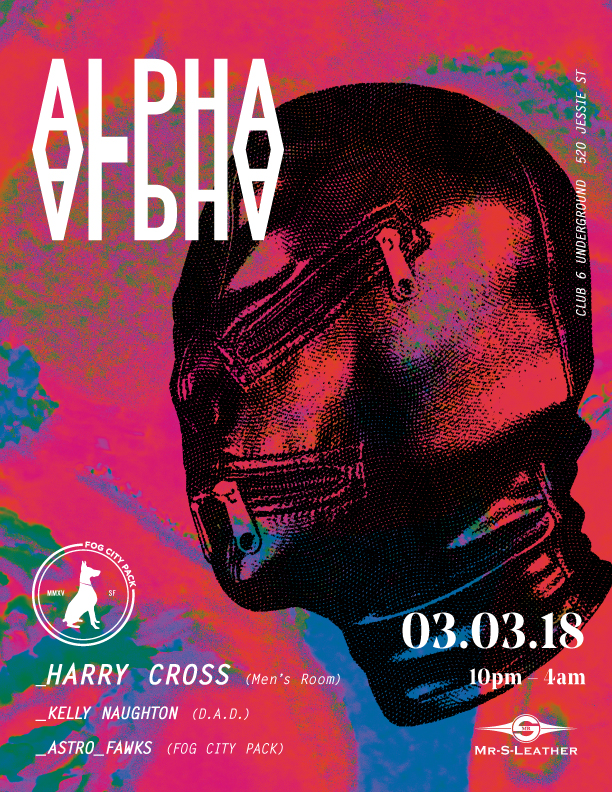 ALPHA
ALPHA
CLUB 6 UNDERGROUND 520 JESSIE ST
FOG CITY PACK
MMXV SF
03.03.18
10pm – 4am
_HARRY CROSS (Men's Room)
_KELLY NAUGHTON (D.A.D.)
_ASTRO_FAWKS (FOG CITY PACK)
MR
MR-S-LEATHER